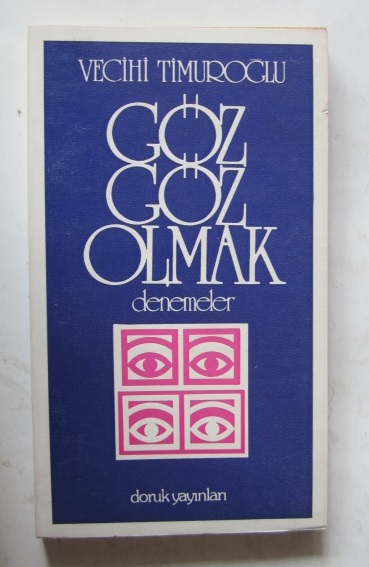 VECİHİ TİMUROĞLU
GÖZ
GÖZ
OLMAK
denemeler
doruk yayınları